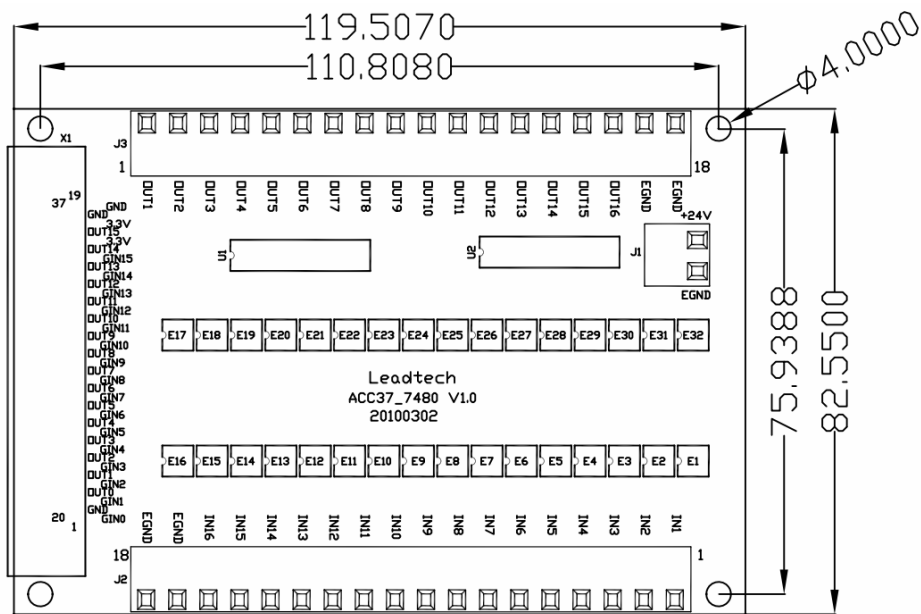 119.5070
110.8080
ø4.0000
X1
J3
1
18
OUT1 OUT2 OUT3 OUT4 OUT5 OUT6 OUT7 OUT8 OUT9 OUT10 OUT11 OUT12 OUT13 OUT14 OUT15 OUT16 EGND EGND
37 19
GND
GND
3.3V
OUT15
3.3V
OUT14
GIN15
OUT13
GIN14
OUT12
GIN13
OUT11
GIN12
OUT10
GIN11
OUT9
GIN10
OUT8
GIN9
OUT7
GIN8
OUT6
GIN7
OUT5
GIN6
OUT4
GIN5
OUT3
GIN4
OUT2
GIN3
OUT1
GIN2
OUT0
GIN1
GND
GIN0
20 1
U1
U2
+24V
J1
EGND
E17 E18 E19 E20 E21 E22 E23 E24 E25 E26 E27 E28 E29 E30 E31 E32
Leadtech
ACC37_7480 V1.0
20100302
E16 E15 E14 E13 E12 E11 E10 E9 E8 E7 E6 E5 E4 E3 E2 E1
EGND EGND IN16 IN15 IN14 IN13 IN12 IN11 IN10 IN9 IN8 IN7 IN6 IN5 IN4 IN3 IN2 IN1
18
1
J2
75.9388
82.5500